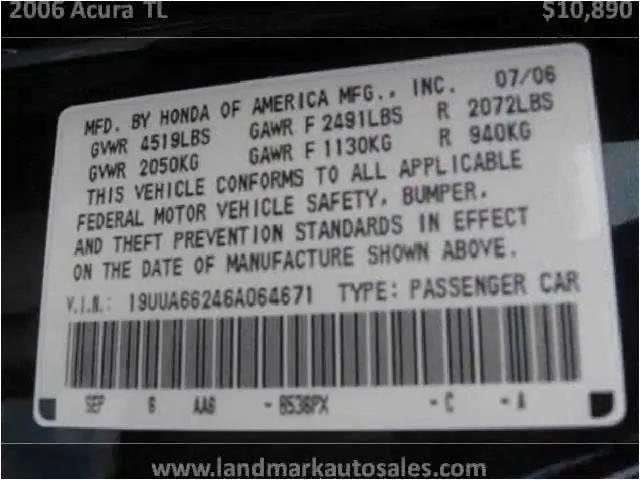 2006 Acura TL $10,890
MFD. BY HONDA OF AMERICA MFG., INC. 07/06
GVWR 4519LBS GAWR F 2491LBS R 2072LBS
GVWR 2050KG GAWR F 1130KG R 940KG
THIS VEHICLE CONFORMS TO ALL APPLICABLE
FEDERAL MOTOR VEHICLE SAFETY, BUMPER,
AND THEFT PREVENTION STANDARDS IN EFFECT
ON THE DATE OF MANUFACTURE SHOWN ABOVE.
V.I.N.: 19UUA66246A064671 TYPE: PASSENGER CAR
SEP 6 AA6 - B536PX - C - A
www.landmarkautosales.com